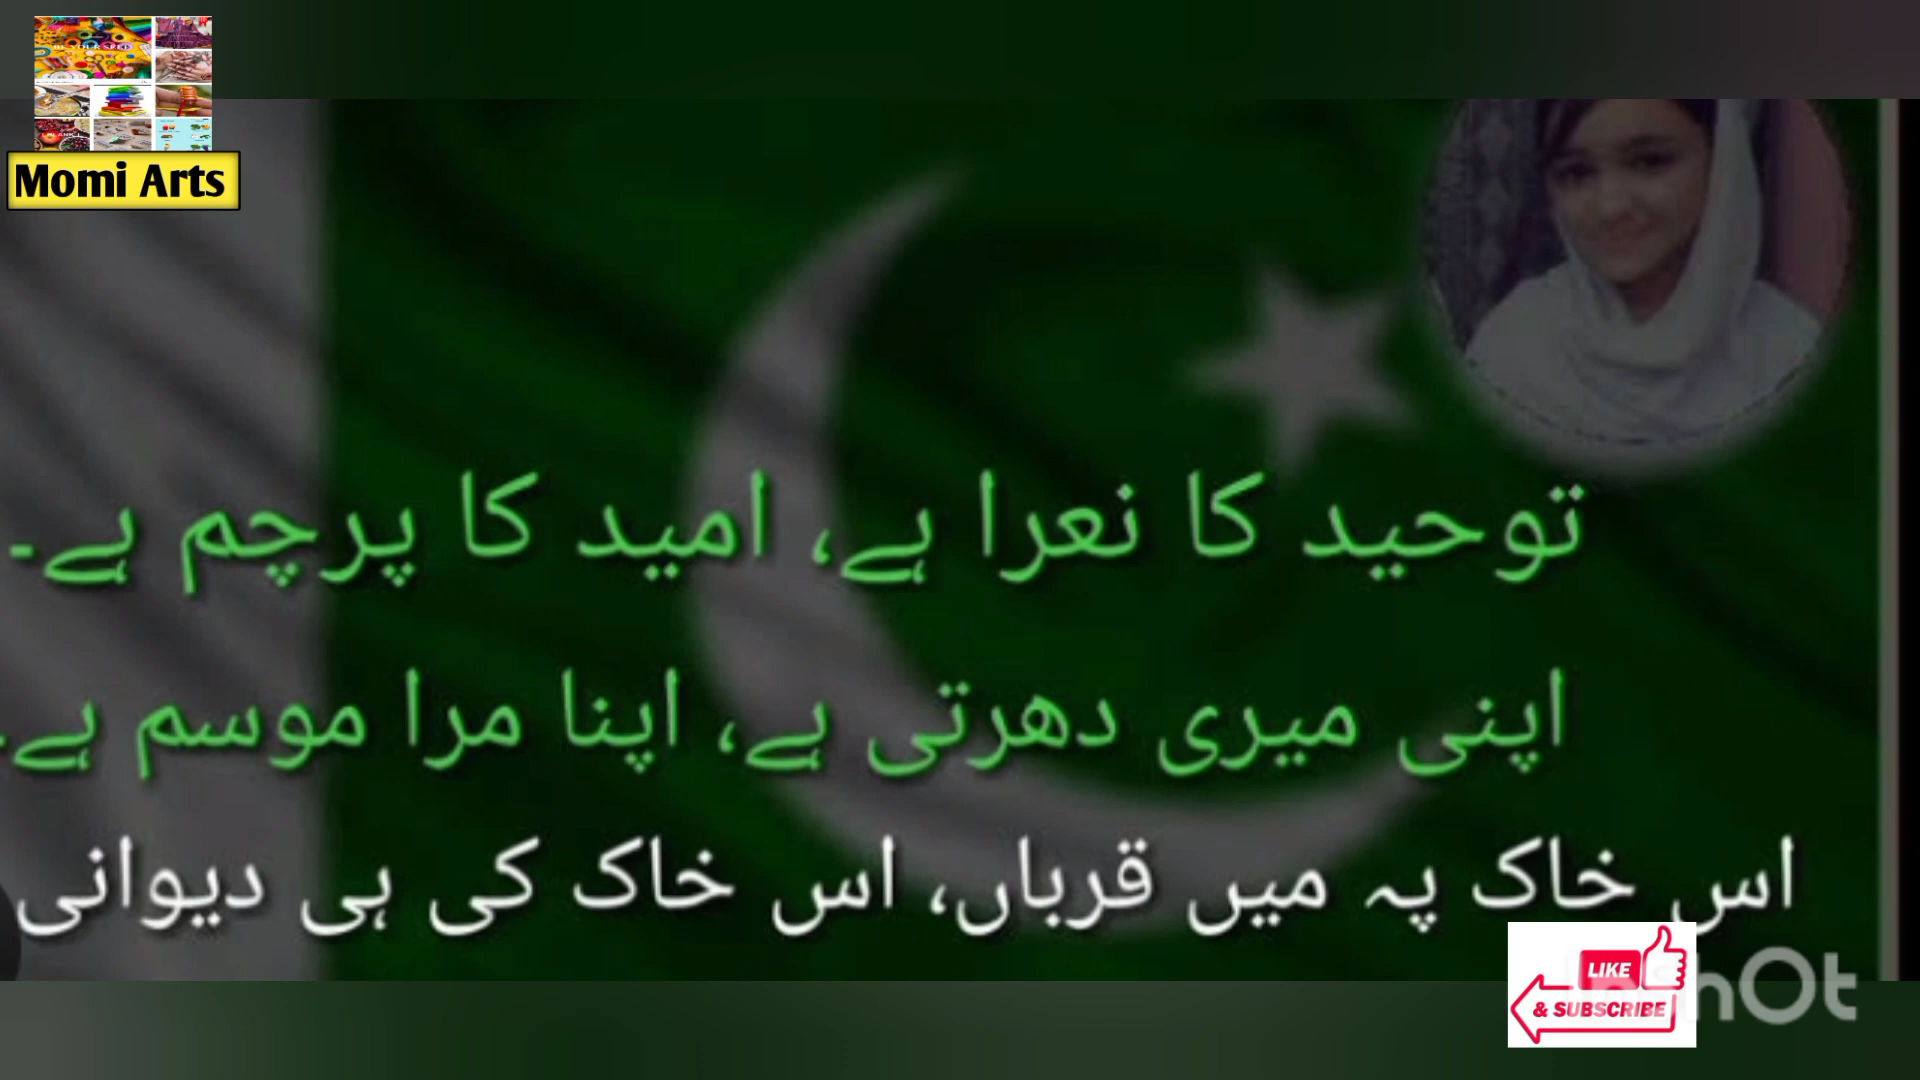 Momi Arts
توحید کا نعرا ہے، امید کا پرچم ہے۔
اپنی میری دھرتی ہے، اپنا مرا موسم ہے۔
اس خاک پہ میں قرباں، اس خاک کی ہی دیوانی
LIKE
& SUBSCRIBE